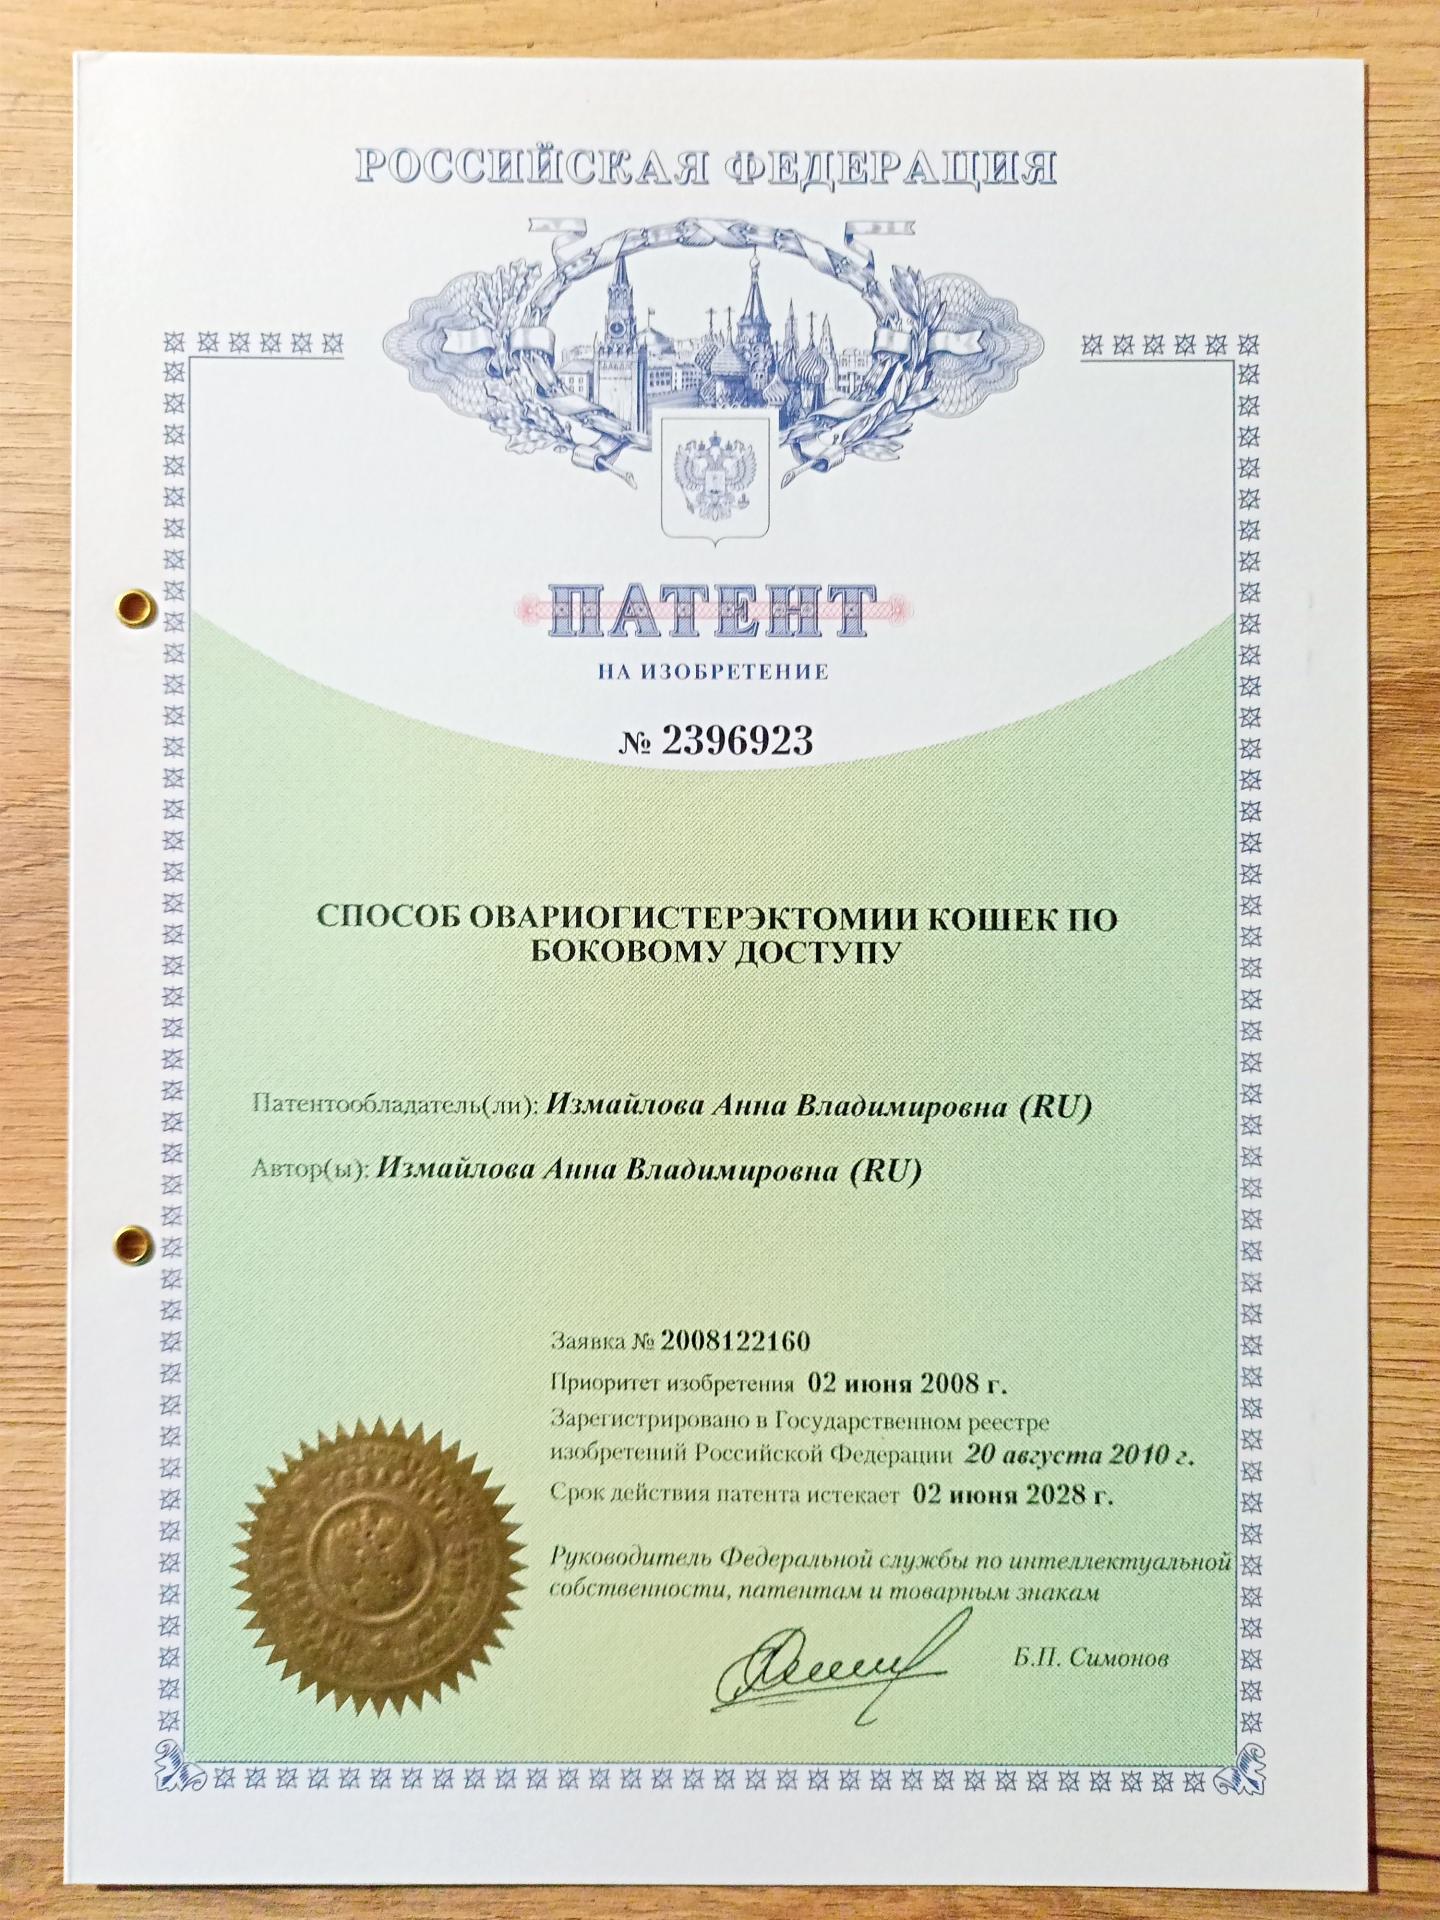 РОССИЙСКАЯ ФЕДЕРАЦИЯ
ПАТЕНТ
НА ИЗОБРЕТЕНИЕ
№ 2396923
СПОСОБ ОВАРИОГИСТЕРЭКТОМИИ КОШЕК ПО
БОКОВОМУ ДОСТУПУ
Патентообладатель(ли): Измайлова Анна Владимировна (RU)
Автор(ы): Измайлова Анна Владимировна (RU)
Заявка № 2008122160
Приоритет изобретения 02 июня 2008 г.
Зарегистрировано в Государственном реестре
изобретений Российской Федерации 20 августа 2010 г.
Срок действия патента истекает 02 июня 2028 г.
Руководитель Федеральной службы по интеллектуальной
собственности, патентам и товарным знакам
Б.П. Симонов